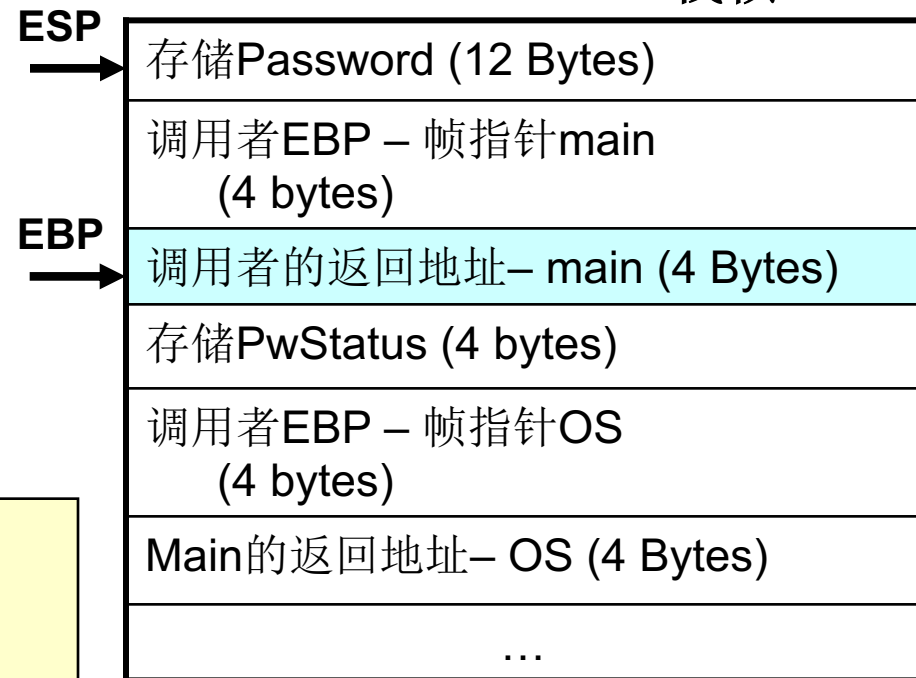 ESP
存储Password (12 Bytes)
调用者EBP – 帧指针main
(4 bytes)
EBP
调用者的返回地址– main (4 Bytes)
存储PwStatus (4 bytes)
调用者EBP – 帧指针OS
(4 bytes)
Main的返回地址– OS (4 Bytes)
…